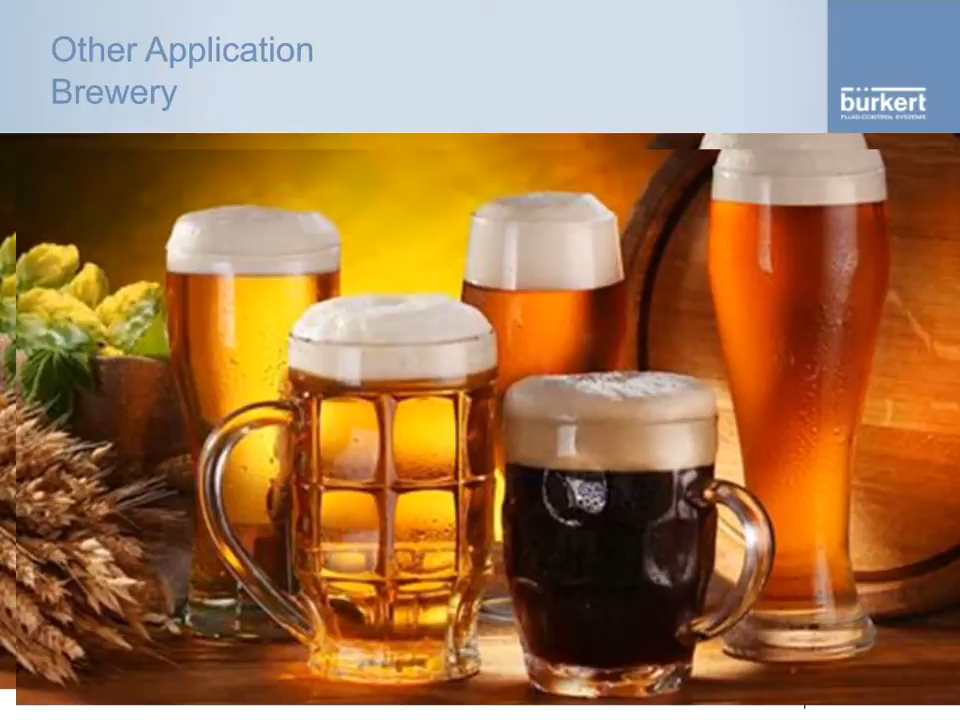 Other Application
Brewery
bürkert
FLUID CONTROL SYSTEMS